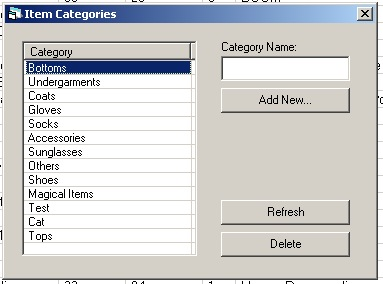 Item Categories
Category
Bottoms
Undergarments
Coats
Gloves
Socks
Accessories
Sunglasses
Others
Shoes
Magical Items
Test
Cat
Tops
Category Name:
Add New...
Refresh
Delete